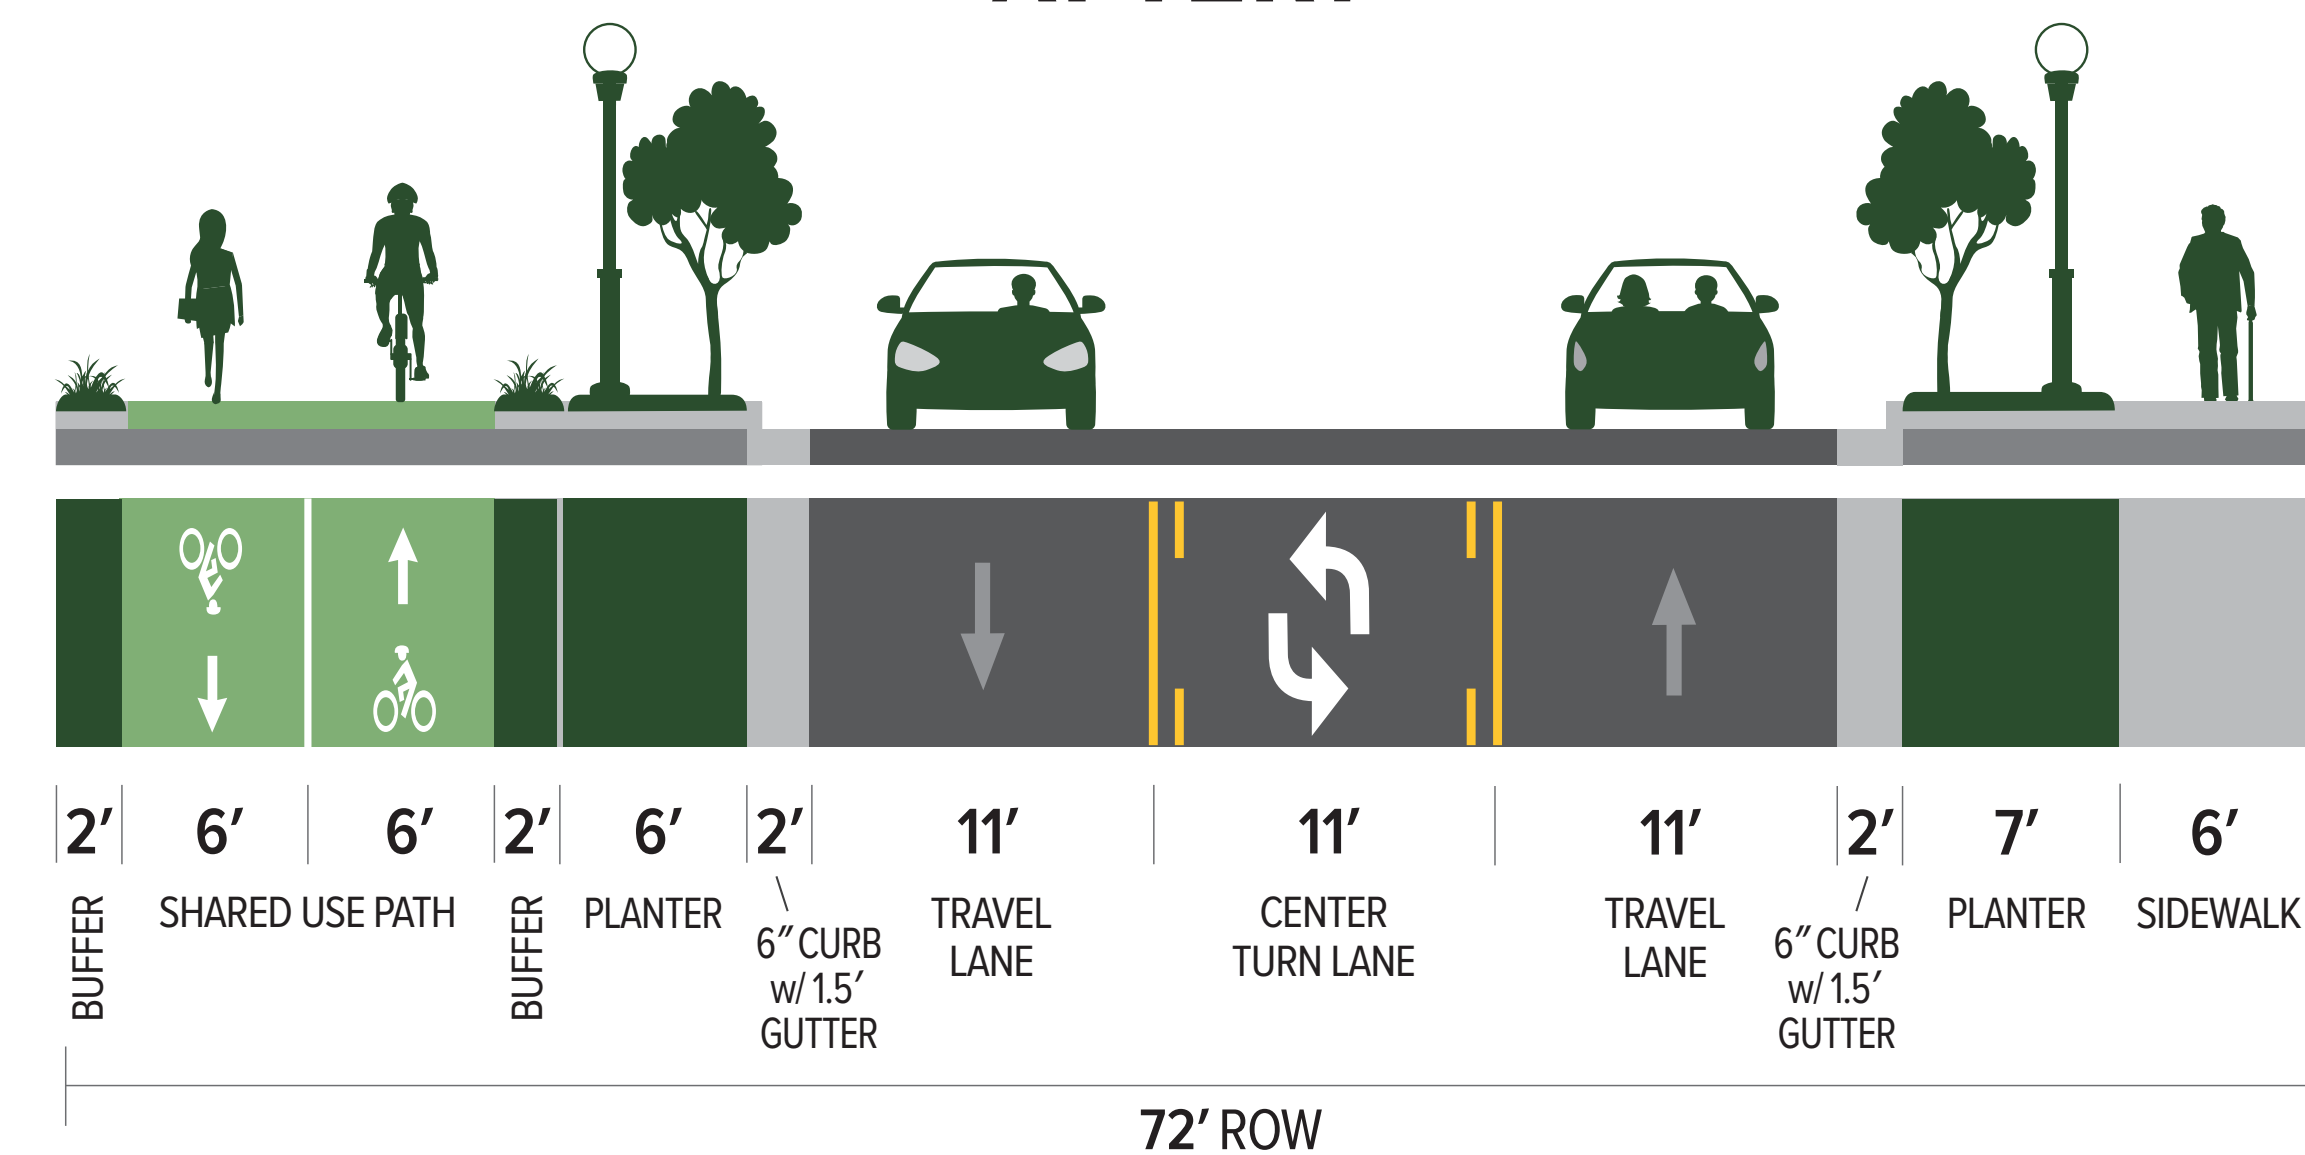 2′ 6′ 6′ 2′ 6′ 2′ 11′ 11′ 11′ 2′ 7′ 6′
BUFFER
SHARED USE PATH
BUFFER
PLANTER
6″ CURB
w/ 1.5′
GUTTER
TRAVEL
LANE
CENTER
TURN LANE
TRAVEL
LANE
6″ CURB
w/ 1.5′
GUTTER
PLANTER
SIDEWALK
72′ ROW